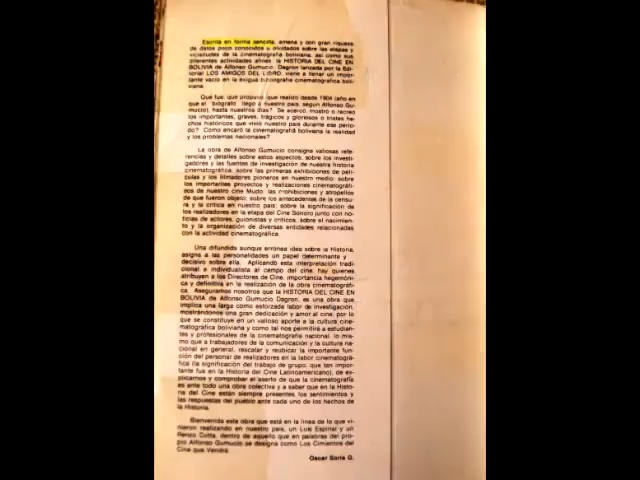 Escrita en forma sencilla, amena y con gran riqueza
de datos poco conocidos u olvidados sobre las etapas y
vicisitudes de la cinematografía boliviana, así como sus
diferentes actividades afines la HISTORIA DEL CINE EN
BOLIVIA de Alfonso Gumucio Dagron lanzada por la Edi-
torial LOS AMIGOS DEL LIBRO, viene a llenar un impor-
tante vacío en la exigua bibliografía cinematográfica boli-
viana.
Qué fue, que propuso, que realizó desde 1904 (año en
que el "biógrafo" llegó a nuestro país, según Alfonso Gu-
mucio), hasta nuestros días? Se acercó, mostró o recreó
los importantes, graves, trágicos y gloriosos o tristes he-
chos históricos que vivió nuestro país durante ese perío-
do? Cómo encaró la cinematografía boliviana la realidad
y los problemas nacionales?
La obra de Alfonso Gumucio consigna valiosas refe-
rencias y detalles sobre estos aspectos, sobre los investi-
gadores y las fuentes de investigación de nuestra historia
cinematográfica; sobre las primeras exhibiciones de pelí-
culas y los filmadores pioneros en nuestro medio; sobre
los importantes proyectos y realizaciones cinematográfi-
cas de nuestro cine Mudo, las prohibiciones y atropellos
de que fueron objeto; sobre los antecedentes de la censu-
ra y la crítica en nuestro país; sobre la significación de
los realizadores en la etapa del Cine Sonoro junto con no-
ticias de actores, guionistas y críticos; sobre el nacimien-
to y la organización de diversas entidades relacionadas
con la actividad cinematográfica.
Una difundida aunque errónea idea sobre la Historia,
asigna a las personalidades un papel determinante y
decisivo sobre ella. Aplicando esta interpretación tradi-
cional e individualista al campo del cine, hay quienes
atribuyen a los Directores de Cine, importancia hegemóni-
ca y definitiva en la realización de la obra cinematográfi-
ca. Aseguramos nosotros que la HISTORIA DEL CINE EN
BOLIVIA de Alfonso Gumucio Dagron, es una obra que
implica una larga como esforzada labor de investigación,
mostrándonos una gran dedicación y amor al cine, por lo
que se constituye en un valioso aporte a la cultura cine-
matográfica boliviana y como tal nos permitirá a estudian-
tes y profesionales de la cinematografía nacional, lo mis-
mo que a trabajadores de la comunicación y la cultura na-
cional en general, rescatar y reubicar la importante fun-
ción del personal de realizadores en la labor cinematográ-
fica (la significación del trabajo de grupo, que tan impor-
tante fue en la Historia del Cine Latinoamericano), de ex-
plicarnos y comprobar el aserto de que la cinematografía
es ante todo una obra colectiva y a saber que en la Histo-
ria del Cine están siempre presentes los sentimientos y
las respuestas del pueblo ante cada uno de los hechos de
la Historia.
Bienvenida esta obra que está en la línea de lo que vi-
nieron realizando en nuestro país, un Luis Espinal y un
Renzo Cotta, dentro de aquello que en palabras del pro-
pio Alfonso Gumucio se designa como Los Cimientos del
Cine que Vendrá.
Oscar Soria G.